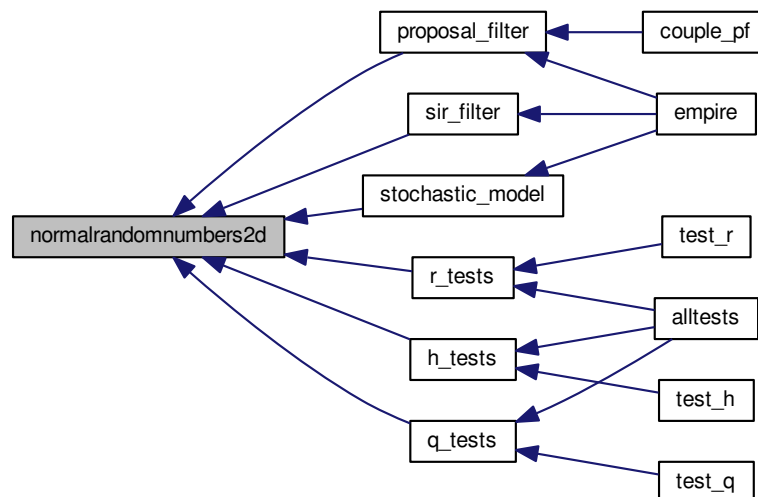 proposal_filter
couple_pf
sir_filter
empire
stochastic_model
normalrandomnumbers2d
test_r
r_tests
alltests
h_tests
test_h
q_tests
test_q